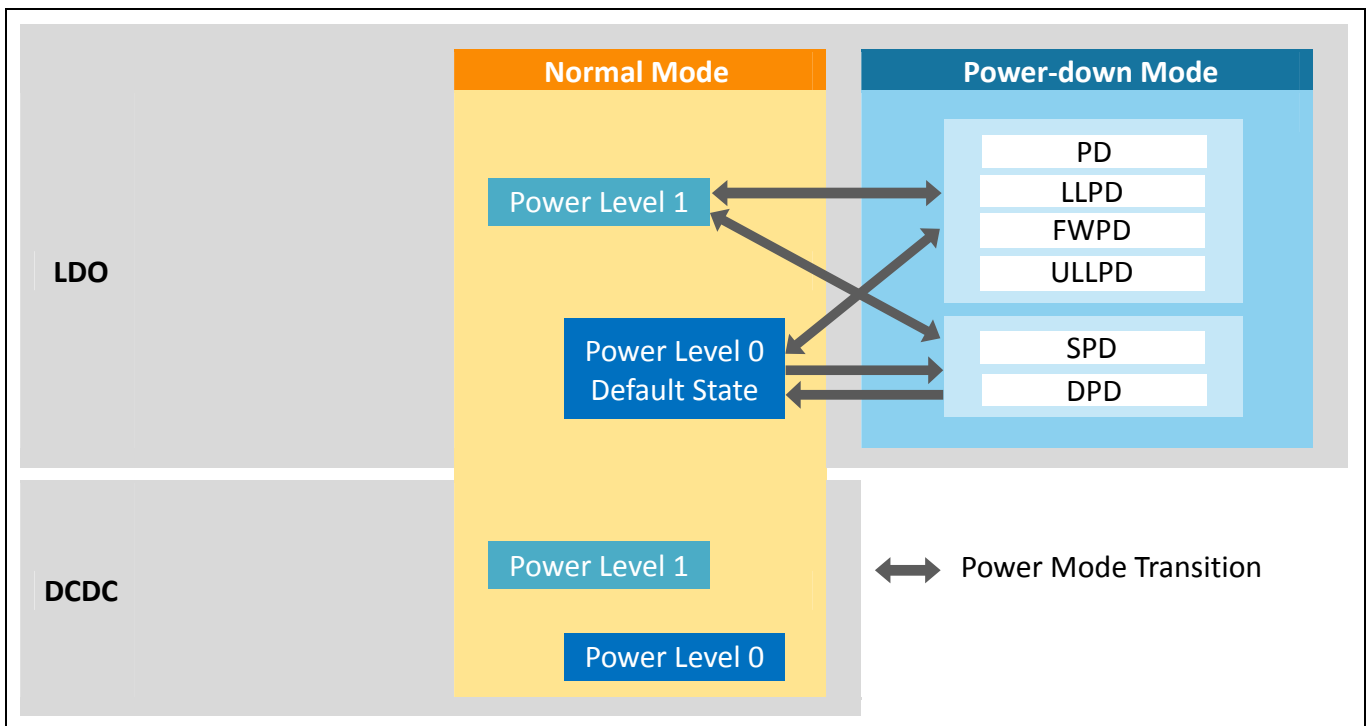 Normal Mode
Power-down Mode
LDO
Power Level 1
Power Level 0
Default State
PD
LLPD
FWPD
ULLPD
SPD
DPD
DCDC
Power Level 1
Power Level 0
Power Mode Transition